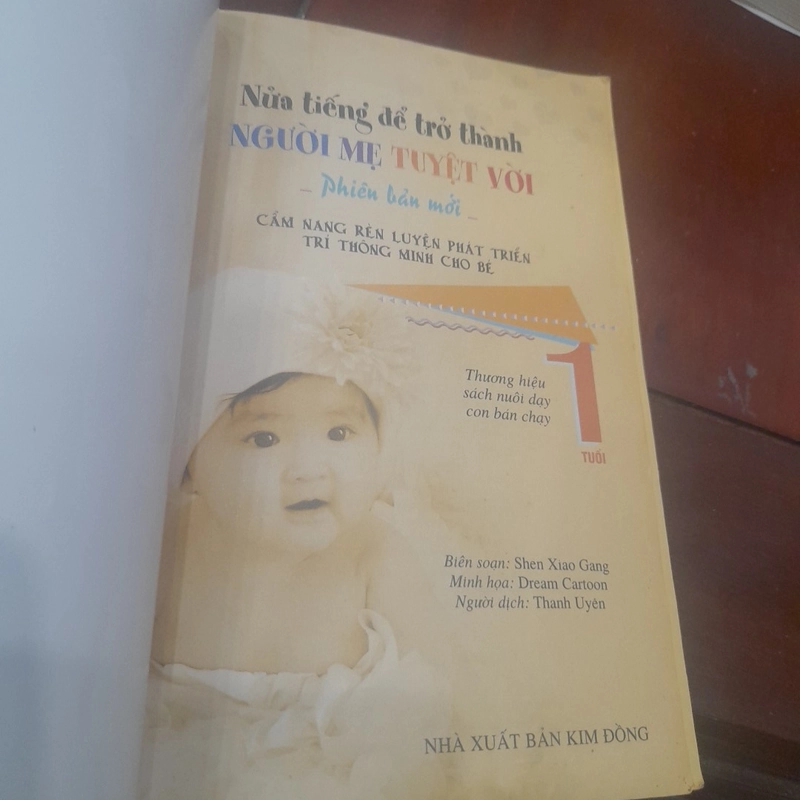 Nửa tiếng để trở thành
NGƯỜI MẸ TUYỆT VỜI
- Phiên bản mới -
CẨM NANG RÈN LUYỆN PHÁT TRIỂN
TRÍ THÔNG MINH CHO BÉ
Thương hiệu
sách nuôi dạy
con bán chạy
1
TUỔI
Biên soạn: Shen Xiao Gang
Minh họa: Dream Cartoon
Người dịch: Thanh Uyên
NHÀ XUẤT BẢN KIM ĐỒNG